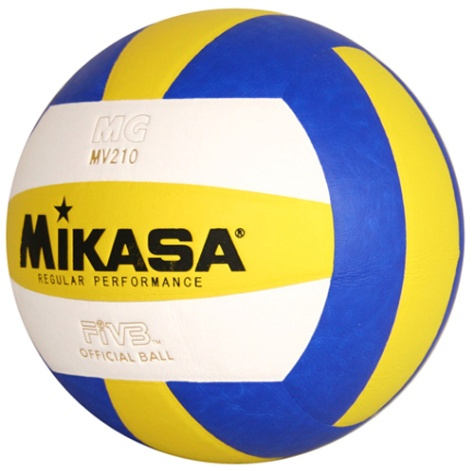 MG
MV210
MIKASA
REGULAR PERFORMANCE
FIVB™
OFFICIAL BALL